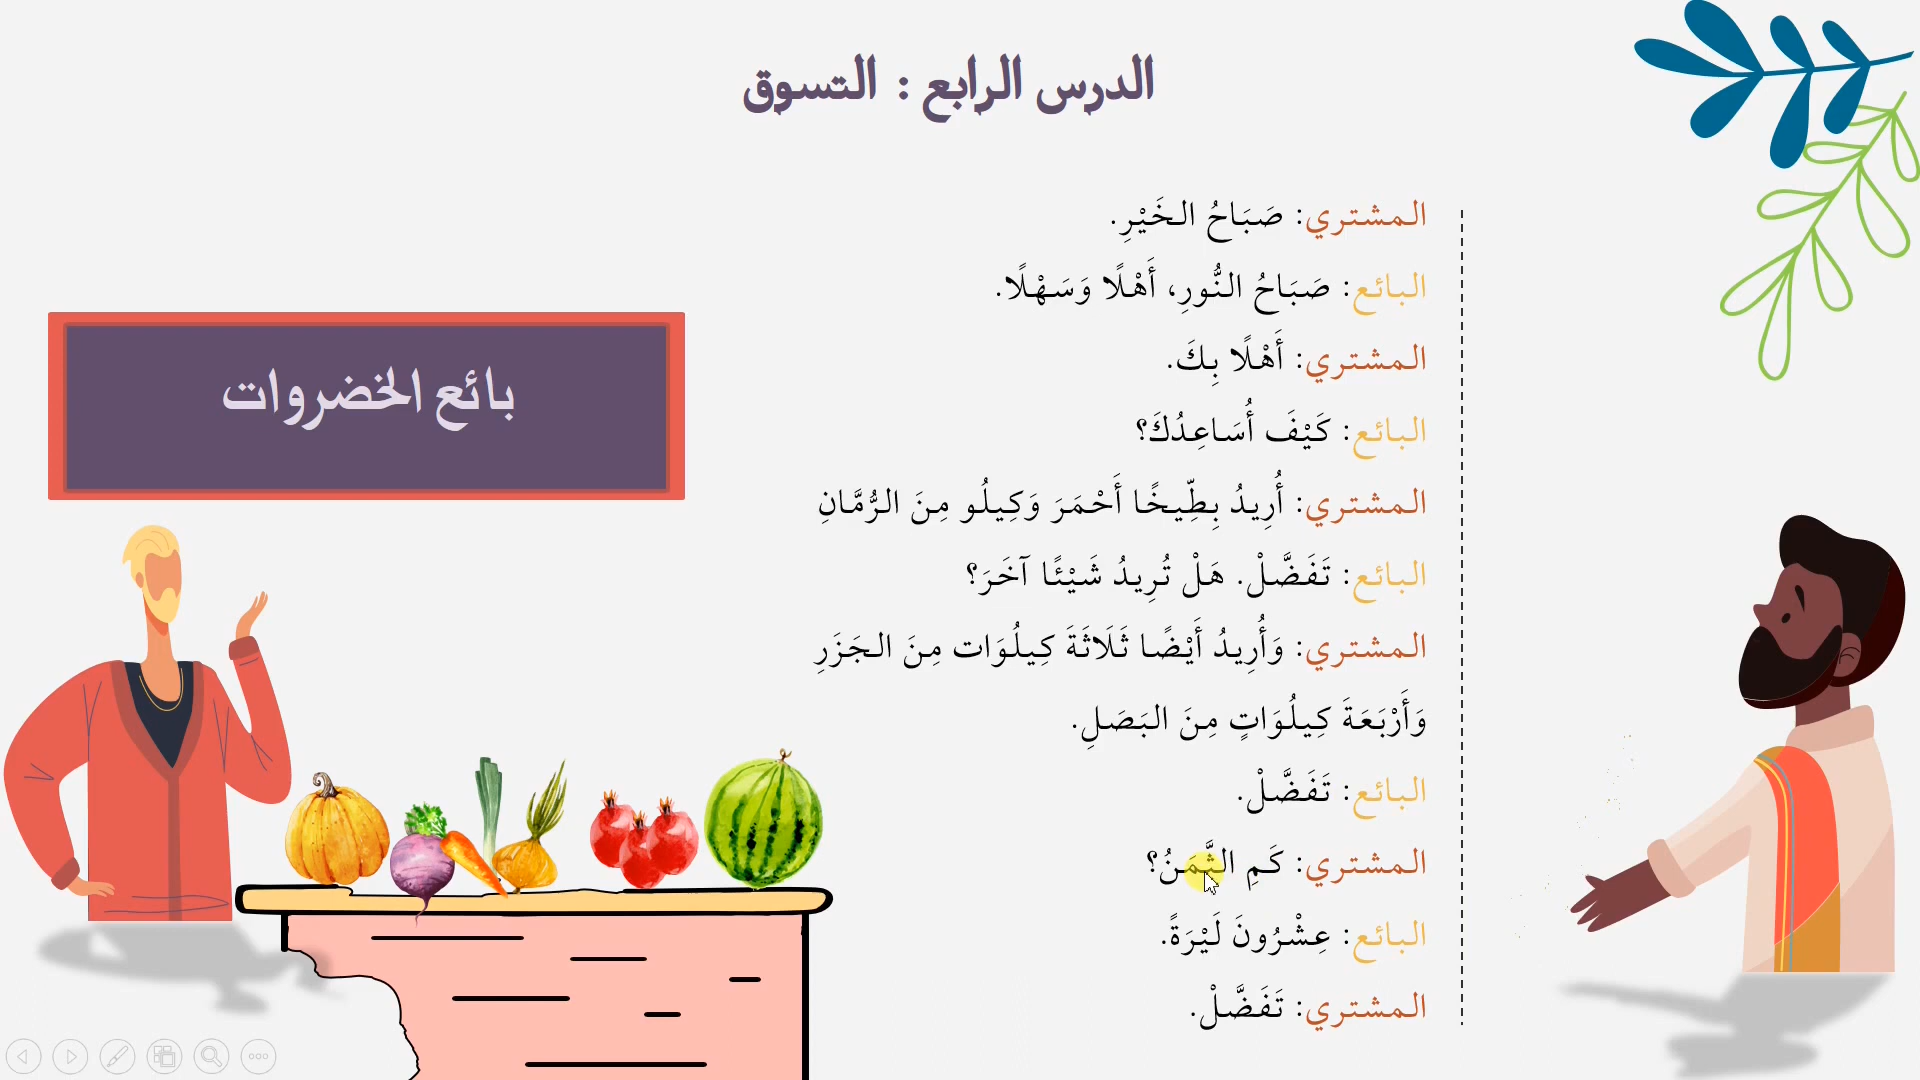 الدرس الرابع : التسوق
المشتري: صَبَاحُ الخَيْرِ.
البائع: صَبَاحُ النُّورِ، أَهْلًا وَسَهْلًا.
المشتري: أَهْلًا بِكَ.
البائع: كَيْفَ أُسَاعِدُكَ؟
المشتري: أُرِيدُ بِطِّيخًا أَحْمَرَ وَكِيلُو مِنَ الرُّمَّانِ
البائع: تَفَضَّلْ. هَلْ تُرِيدُ شَيْئًا آخَرَ؟
المشتري: وَأُرِيدُ أَيْضًا ثَلَاثَةَ كِيلُوَات مِنَ الجَزَرِ
وَأَرْبَعَةَ كِيلُوَاتٍ مِنَ البَصَلِ.
البائع: تَفَضَّلْ.
المشتري: كَمِ الثَّمَنُ؟
البائع: عِشْرُونَ لَيْرَةً.
المشتري: تَفَضَّلْ.
بائع الخضروات